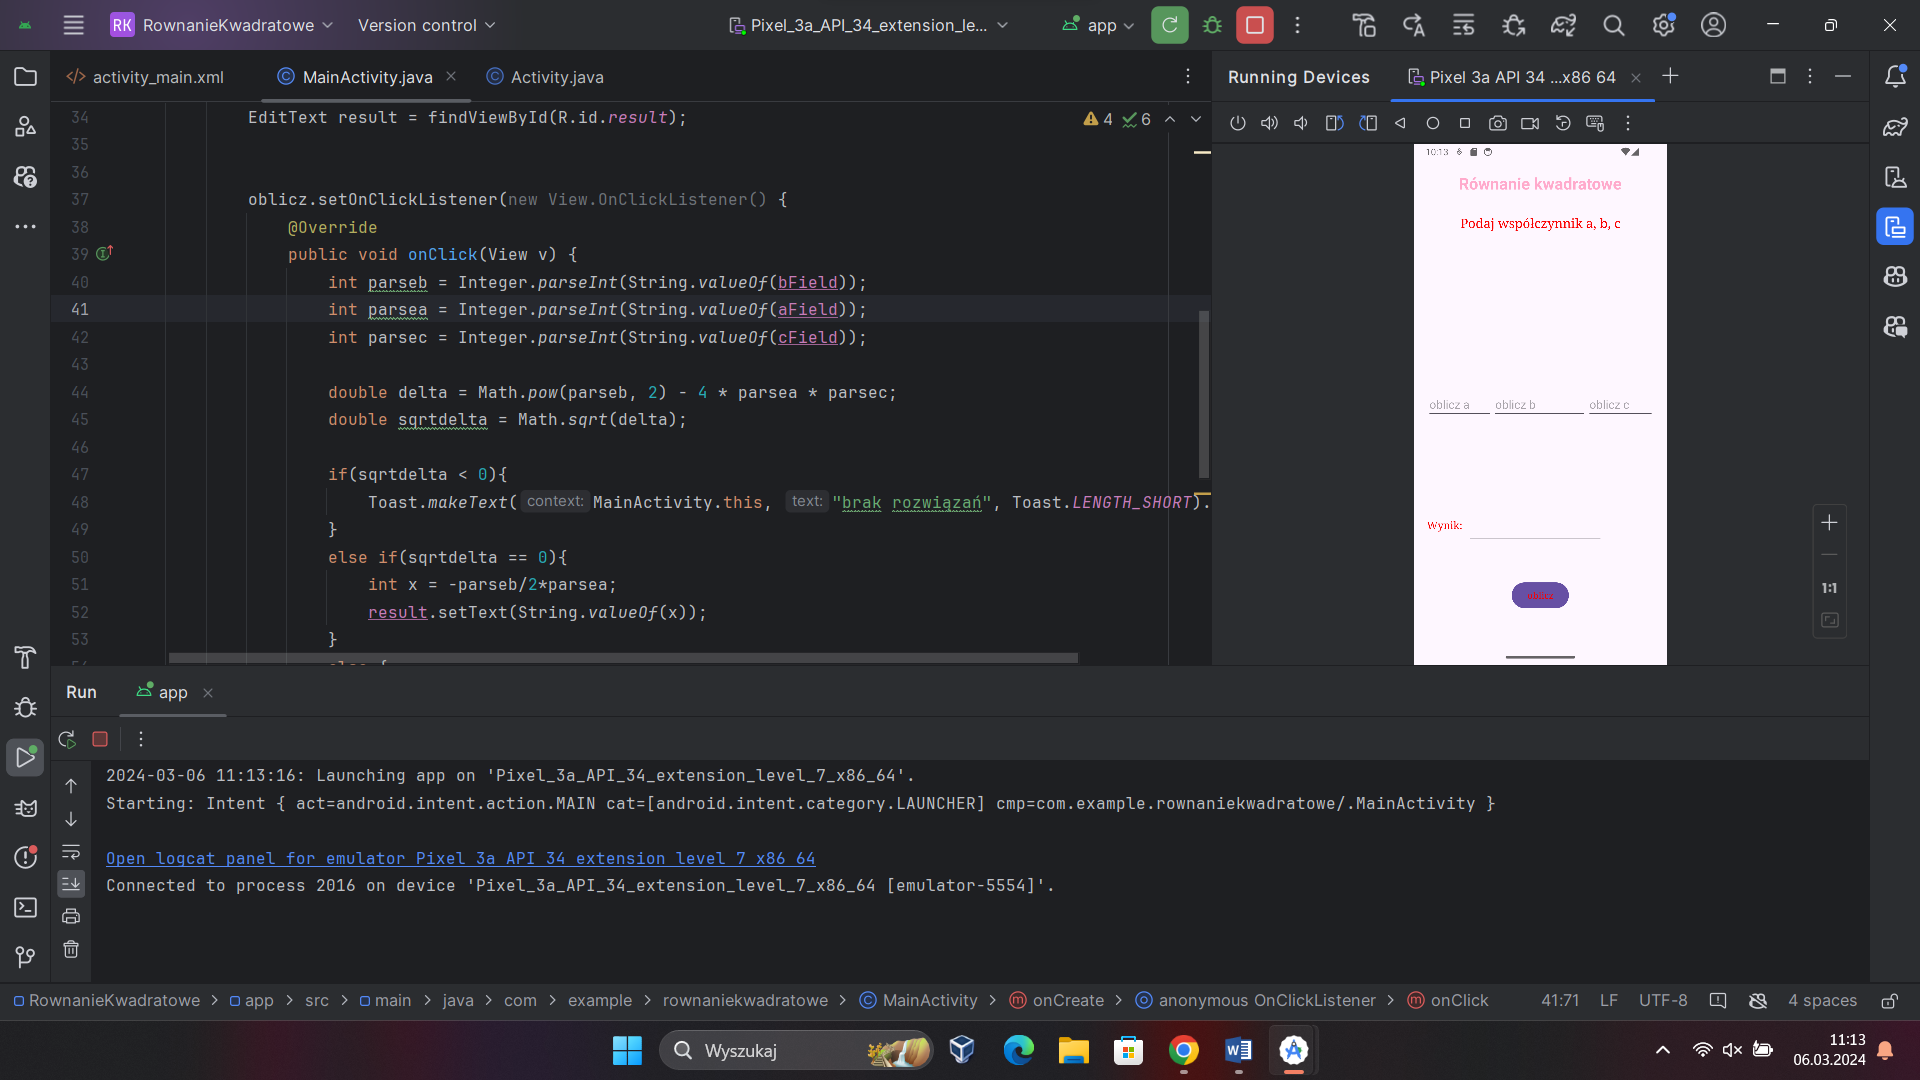 RK RownanieKwadratowe Version control Pixel_3a_API_34_extension_le... app
activity_main.xml MainActivity.java Activity.java
Running Devices Pixel 3a API 34 ...x86 64
34 EditText result = findViewById(R.id.result); 4 6
35
36
37 oblicz.setOnClickListener(new View.OnClickListener() {
38 @Override
39 public void onClick(View v) {
40 int parseb = Integer.parseInt(String.valueOf(bField));
41 int parsea = Integer.parseInt(String.valueOf(aField));
42 int parsec = Integer.parseInt(String.valueOf(cField));
43
44 double delta = Math.pow(parseb, 2) - 4 * parsea * parsec;
45 double sqrtdelta = Math.sqrt(delta);
46
47 if(sqrtdelta < 0){
48 Toast.makeText( context: MainActivity.this, text: "brak rozwiązań", Toast.LENGTH_SHORT).
49 }
50 else if(sqrtdelta == 0){
51 int x = -parseb/2*parsea;
52 result.setText(String.valueOf(x));
53 }
54 else {
10:13
Równanie kwadratowe
Podaj współczynnik a, b, c
oblicz a oblicz b oblicz c
Wynik:
oblicz
1:1
Run app
2024-03-06 11:13:16: Launching app on 'Pixel_3a_API_34_extension_level_7_x86_64'.
Starting: Intent { act=android.intent.action.MAIN cat=[android.intent.category.LAUNCHER] cmp=com.example.rownaniekwadratowe/.MainActivity }
Open logcat panel for emulator Pixel 3a API 34 extension level 7 x86 64
Connected to process 2016 on device 'Pixel_3a_API_34_extension_level_7_x86_64 [emulator-5554]'.
RownanieKwadratowe > app > src > main > java > com > example > rownaniekwadratowe > MainActivity > onCreate > anonymous OnClickListener > onClick 41:71 LF UTF-8 4 spaces
Wyszukaj
11:13
06.03.2024